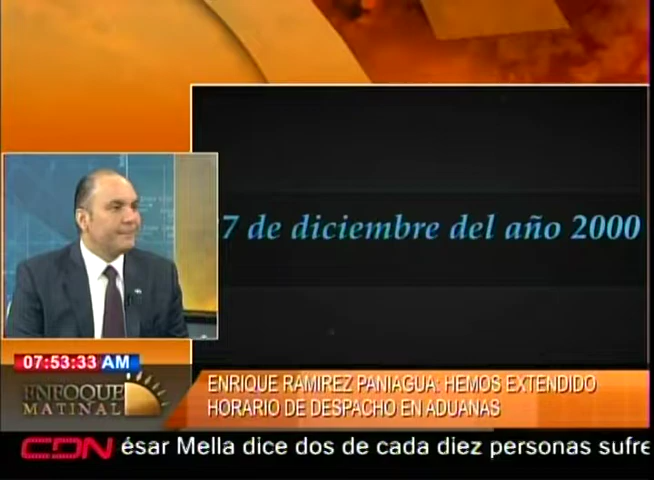 7 de diciembre del año 2000
07:53:33 AM
ENFOQUE
MATINAL
ENRIQUE RAMIREZ PANIAGUA: HEMOS EXTENDIDO
HORARIO DE DESPACHO EN ADUANAS
CDN
ésar Mella dice dos de cada diez personas sufre